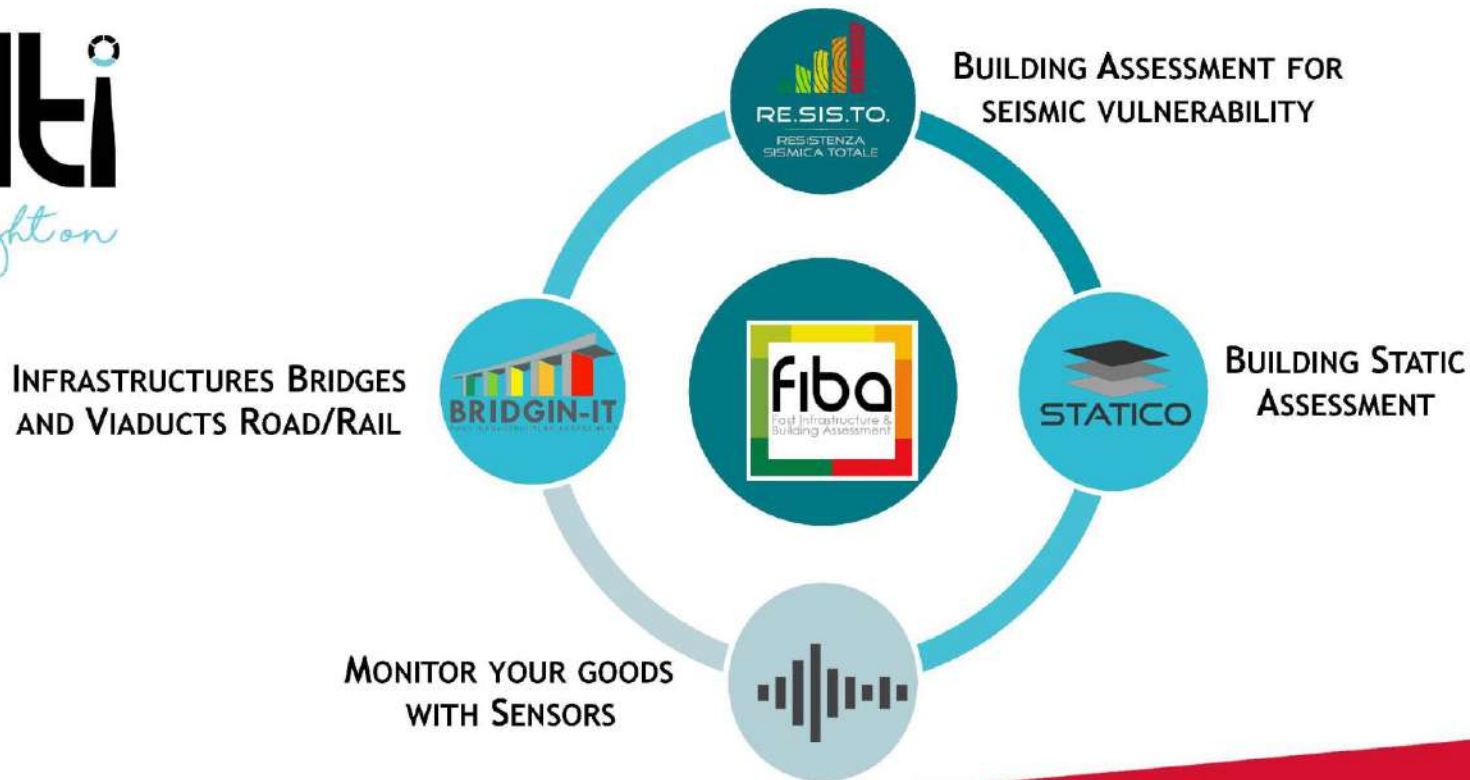 RE.SIS.TO.
RESISTENZA
SISMICA TOTALE
BUILDING ASSESSMENT FOR
SEISMIC VULNERABILITY
INFRASTRUCTURES BRIDGES
AND VIADUCTS ROAD/RAIL
BRIDGIN-IT
fiba
Fast Infrastructure &
Building Assessment
STATICO
BUILDING STATIC
ASSESSMENT
MONITOR YOUR GOODS
WITH SENSORS